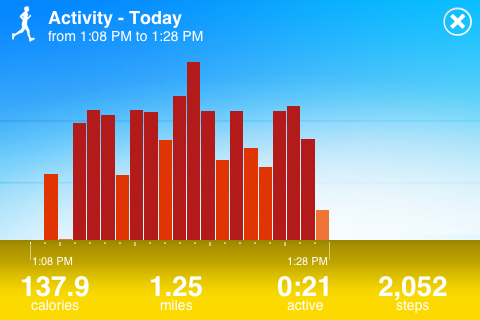 Activity - Today
from 1:08 PM to 1:28 PM
1:08 PM 1:28 PM
137.9 1.25 0:21 2,052
calories miles active steps